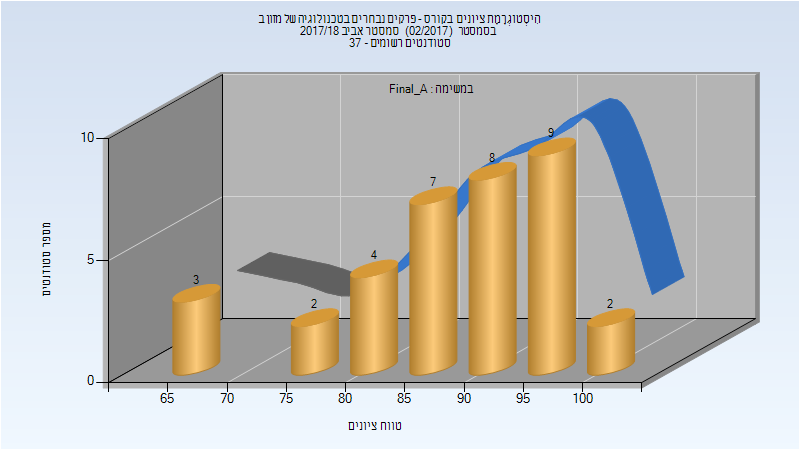 היסטוגרמת ציונים בקורס - פרקים נבחרים בטכנולוגיה של מזון ב
בסמסטר (02/2017) סמסטר אביב 2017/18
סטודנטים רשומים - 37
במשימה : Final_A
מספר סטודנטים
10
5
0
3
2
4
7
8
9
2
65 70 75 80 85 90 95 100
טווח ציונים